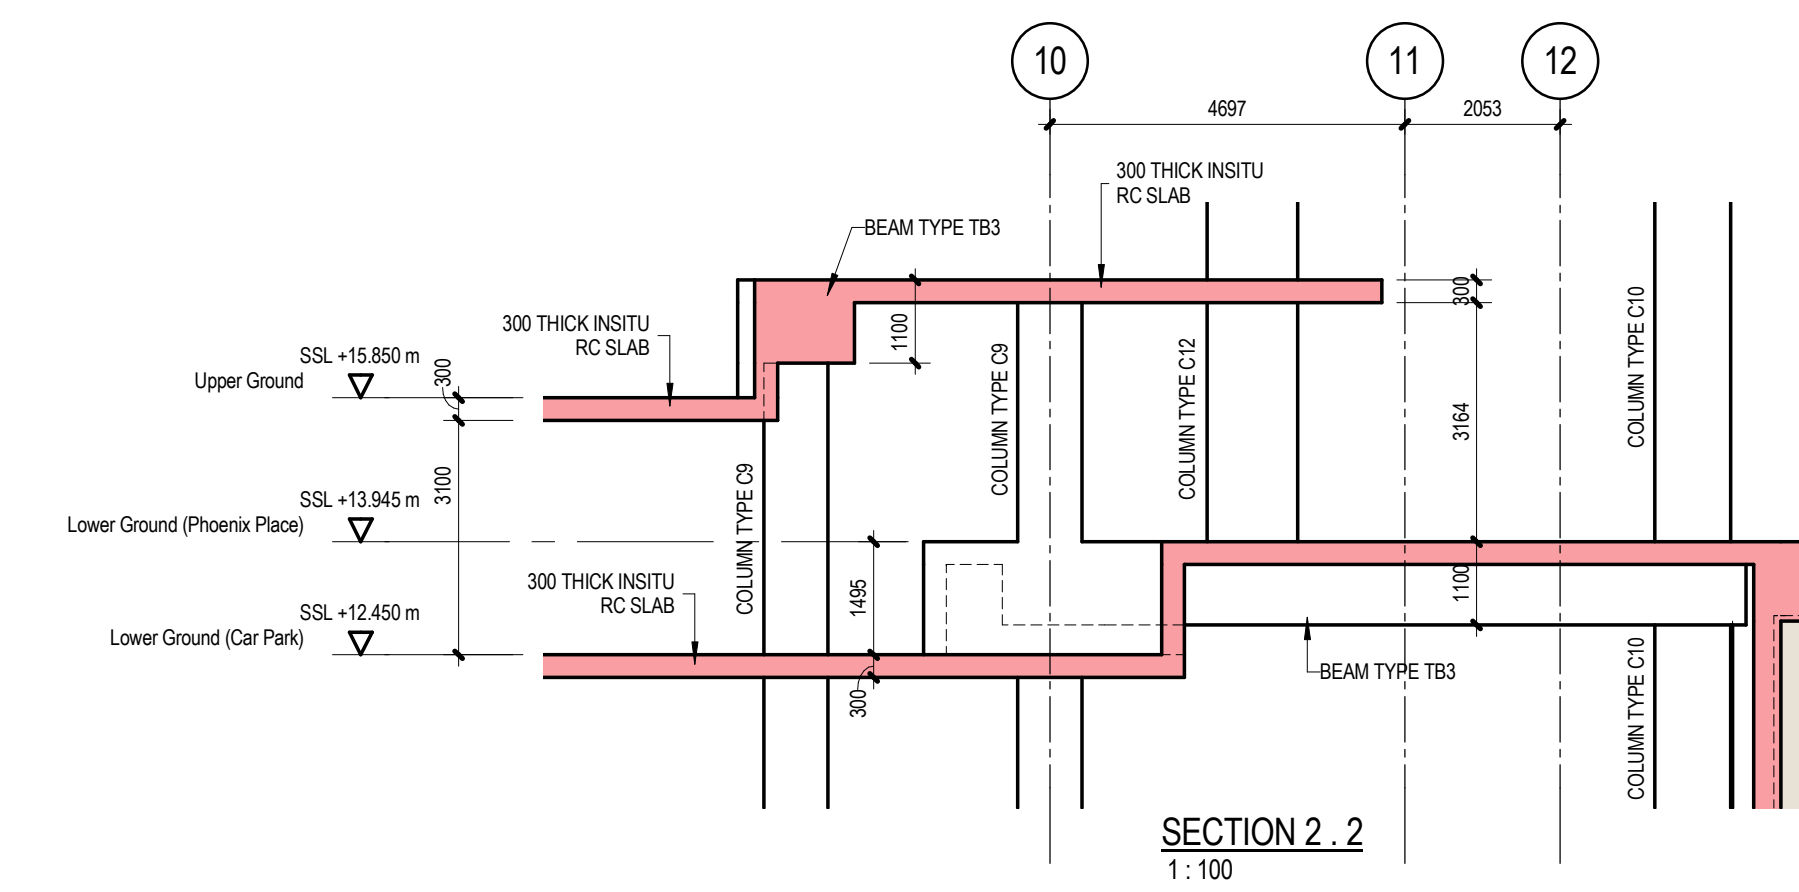 10
11
12
4697
2053
300 THICK INSITU
RC SLAB
BEAM TYPE TB3
300
300 THICK INSITU
RC SLAB
1100
SSL +15.850 m
Upper Ground
300
COLUMN TYPE C9
COLUMN TYPE C12
COLUMN TYPE C10
3164
3100
SSL +13.945 m
Lower Ground (Phoenix Place)
COLUMN TYPE C9
300 THICK INSITU
RC SLAB
1495
1100
SSL +12.450 m
Lower Ground (Car Park)
300
BEAM TYPE TB3
COLUMN TYPE C10
SECTION 2 . 2
1 : 100